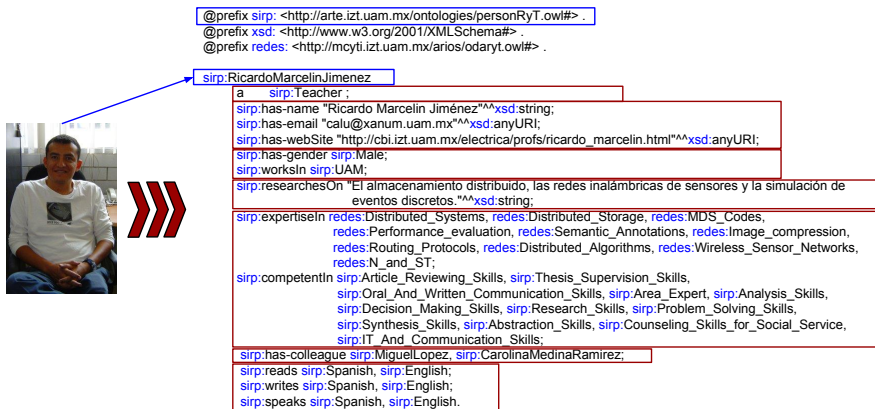 @prefix sirp: <http://arte.izt.uam.mx/ontologies/personRyT.owl#> .
@prefix xsd: <http://www.w3.org/2001/XMLSchema#> .
@prefix redes: <http://mcyti.izt.uam.mx/arios/odaryt.owl#> .
sirp:RicardoMarcelinJimenez
a sirp:Teacher ;
sirp:has-name "Ricardo Marcelin Jiménez"^^xsd:string;
sirp:has-email "calu@xanum.uam.mx"^^xsd:anyURI;
sirp:has-webSite "http://cbi.izt.uam.mx/electrica/profs/ricardo_marcelin.html"^^xsd:anyURI;
sirp:has-gender sirp:Male;
sirp:worksIn sirp:UAM;
sirp:researchesOn "El almacenamiento distribuido, las redes inalámbricas de sensores y la simulación de
eventos discretos."^^xsd:string;
sirp:expertiseIn redes:Distributed_Systems, redes:Distributed_Storage, redes:MDS_Codes,
redes:Performance_evaluation, redes:Semantic_Annotations, redes:Image_compression,
redes:Routing_Protocols, redes:Distributed_Algorithms, redes:Wireless_Sensor_Networks,
redes:N_and_ST;
sirp:competentIn sirp:Article_Reviewing_Skills, sirp:Thesis_Supervision_Skills,
sirp:Oral_And_Written_Communication_Skills, sirp:Area_Expert, sirp:Analysis_Skills,
sirp:Decision_Making_Skills, sirp:Research_Skills, sirp:Problem_Solving_Skills,
sirp:Synthesis_Skills, sirp:Abstraction_Skills, sirp:Counseling_Skills_for_Social_Service,
sirp:IT_And_Communication_Skills;
sirp:has-colleague sirp:MiguelLopez, sirp:CarolinaMedinaRamirez;
sirp:reads sirp:Spanish, sirp:English;
sirp:writes sirp:Spanish, sirp:English;
sirp:speaks sirp:Spanish, sirp:English.